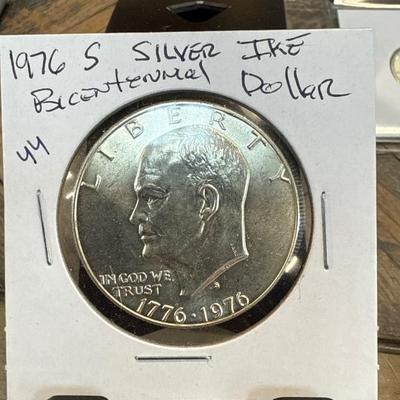 1976 S SILVER IKE
BICENTENNIAL Dollar
44
LIBERTY
IN GOD WE
TRUST
S
1776 · 1976